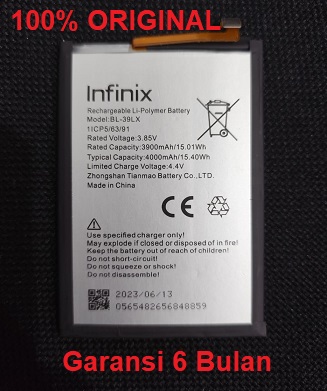 100% ORIGINAL
Infinix
Rechargeable Li-Polymer Battery
Model:BL-39LX
1ICP5/63/91
Rated Voltage:3.85V
Rated Capacity:3900mAh/15.01Wh
Typical Capacity:4000mAh/15.40Wh
Limited Charge Voltage:4.4V
Zhongshan Tianmao Battery Co.,LTD.
Made in China
CE
Use specified charger only!
May explode if closed or disposed of in fire!
Keep the battery out of reach of children!
Do not short-circuit!
Do not squeeze or shock!
Do not disassemble!
2023/06/13
0565482656848859
Garansi 6 Bulan